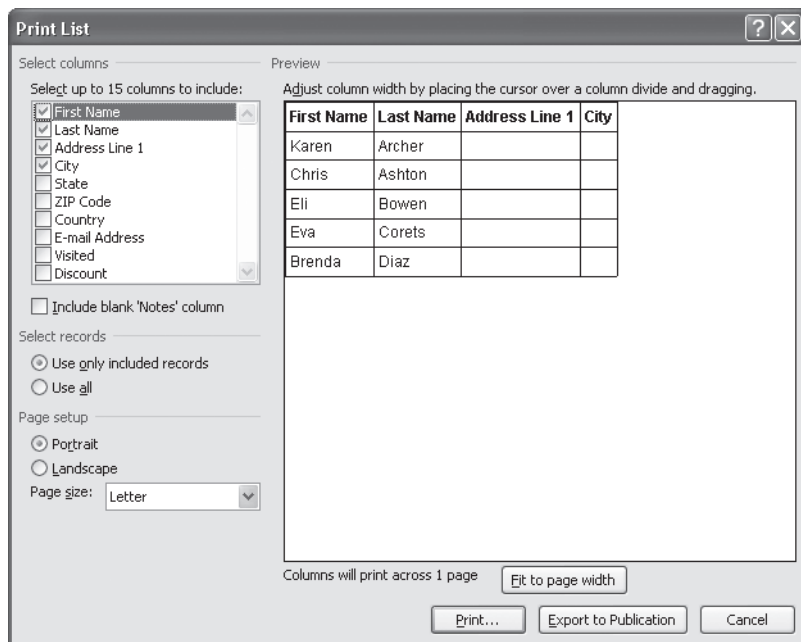 Print List
Select columns
Select up to 15 columns to include:
First Name
Last Name
Address Line 1
City
State
ZIP Code
Country
E-mail Address
Visited
Discount
Include blank 'Notes' column
Select records
Use only included records
Use all
Page setup
Portrait
Landscape
Page size: Letter
Preview
Adjust column width by placing the cursor over a column divide and dragging.
First Name Last Name Address Line 1 City
Karen Archer
Chris Ashton
Eli Bowen
Eva Corets
Brenda Diaz
Columns will print across 1 page Fit to page width
Print... Export to Publication Cancel